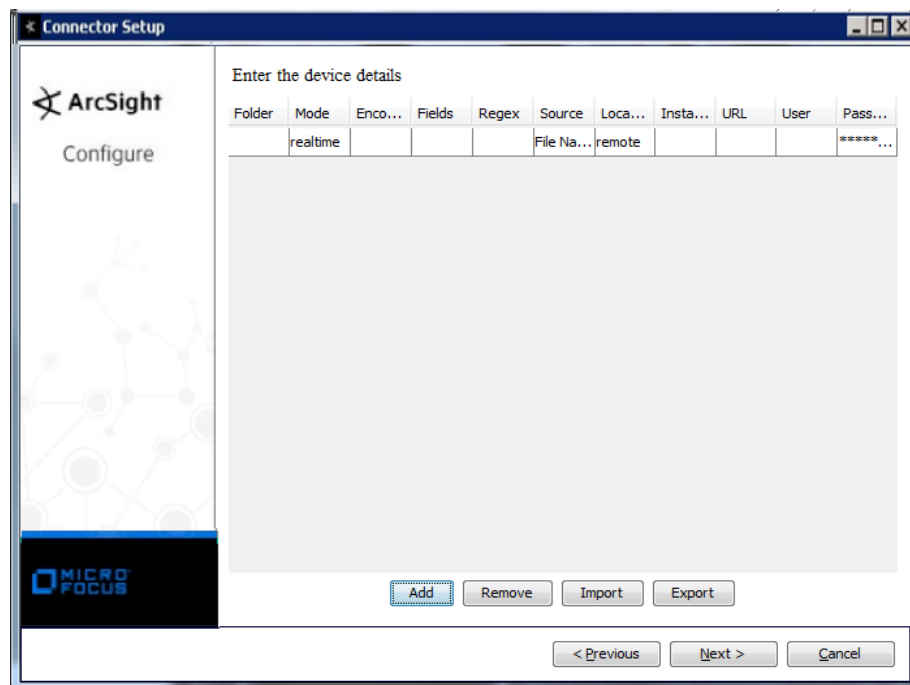 Connector Setup
ArcSight
Configure
Enter the device details
Folder Mode Enco... Fields Regex Source Loca... Insta... URL User Pass...
realtime File Na... remote *****...
MICRO
FOCUS
Add Remove Import Export
< Previous Next > Cancel